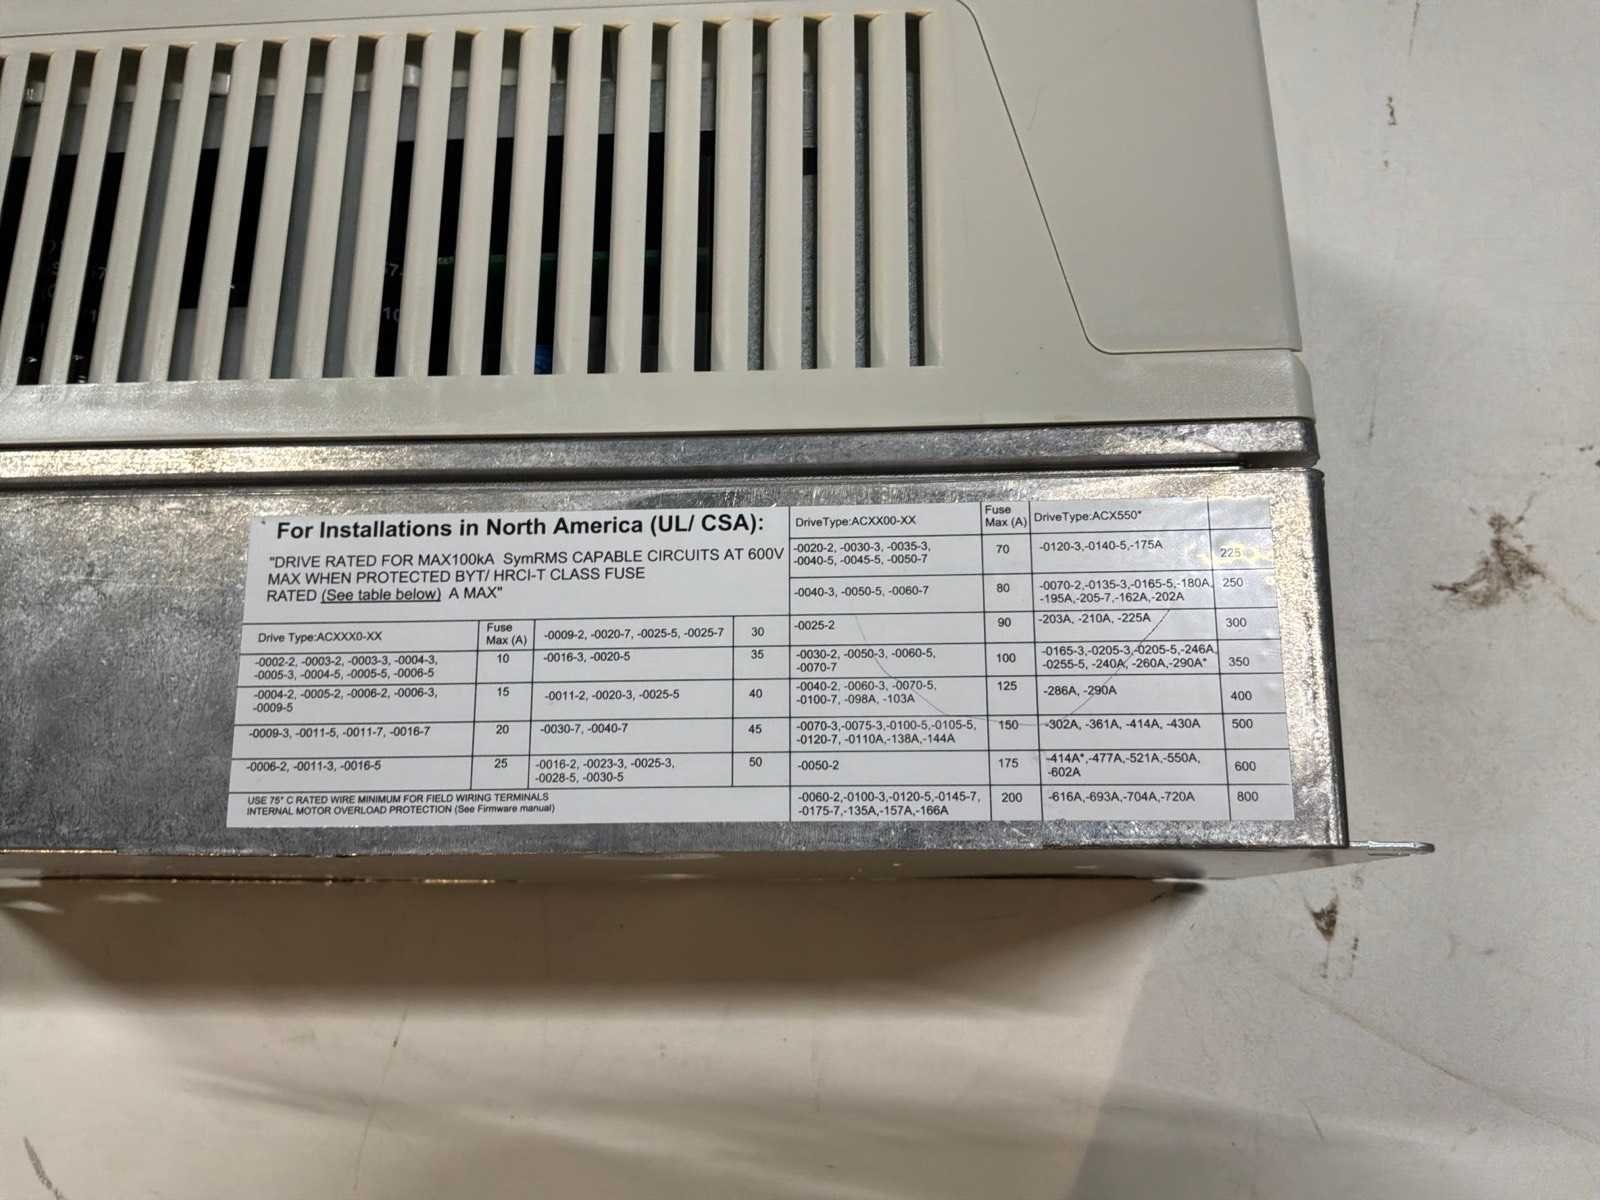 For Installations in North America (UL/ CSA):
"DRIVE RATED FOR MAX100kA SymRMS CAPABLE CIRCUITS AT 600V
MAX WHEN PROTECTED BYT/ HRCI-T CLASS FUSE
RATED (See table below) A MAX"
Drive Type:ACXXX0-XX
Fuse
Max (A)
-0002-2, -0003-2, -0003-3, -0004-3,
-0005-3, -0004-5, -0005-5, -0006-5
10
-0004-2, -0005-2, -0006-2, -0006-3,
-0009-5
15
-0009-3, -0011-5, -0011-7, -0016-7
20
-0006-2, -0011-3, -0016-5
25
-0009-2, -0020-7, -0025-5, -0025-7
30
-0016-3, -0020-5
35
-0011-2, -0020-3, -0025-5
40
-0030-7, -0040-7
45
-0016-2, -0023-3, -0025-3,
-0028-5, -0030-5
50
USE 75° C RATED WIRE MINIMUM FOR FIELD WIRING TERMINALS
INTERNAL MOTOR OVERLOAD PROTECTION (See Firmware manual)
DriveType:ACXX00-XX
Fuse
Max (A)
-0020-2, -0030-3, -0035-3,
-0040-5, -0045-5, -0050-7
70
-0040-3, -0050-5, -0060-7
80
-0025-2
90
-0030-2, -0050-3, -0060-5,
-0070-7
100
-0040-2, -0060-3, -0070-5,
-0100-7, -098A, -103A
125
-0070-3,-0075-3,-0100-5,-0105-5,
-0120-7, -0110A,-138A,-144A
150
-0050-2
175
-0060-2,-0100-3,-0120-5,-0145-7,
-0175-7,-135A,-157A,-166A
200
DriveType:ACX550*
-0120-3,-0140-5,-175A
225
-0070-2,-0135-3,-0165-5,-180A,
-195A,-205-7,-162A,-202A
250
-203A, -210A, -225A
300
-0165-3,-0205-3,-0205-5,-246A,
-0255-5, -240A, -260A,-290A*
350
-286A, -290A
400
-302A, -361A, -414A, -430A
500
-414A*,-477A,-521A,-550A,
-602A
600
-616A,-693A,-704A,-720A
800